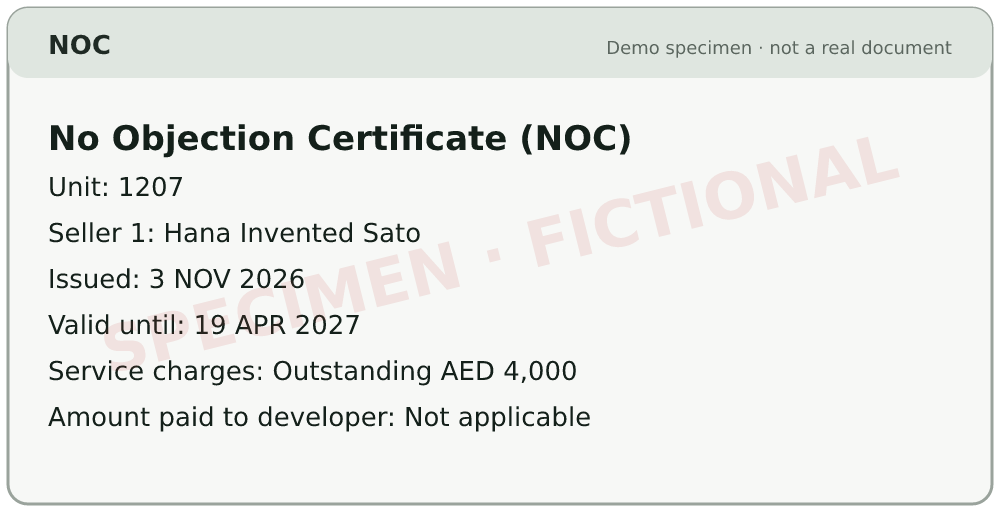 NOC
Demo specimen · not a real document
No Objection Certificate (NOC)
Unit: 1207
Seller 1: Hana Invented Sato
Issued: 3 NOV 2026
Valid until: 19 APR 2027
Service charges: Outstanding AED 4,000
Amount paid to developer: Not applicable
SPECIMEN · FICTIONAL